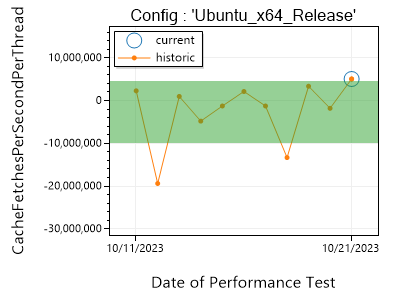 Config : 'Ubuntu_x64_Release'
current
historic
CacheFetchesPerSecondPerThread
10,000,000
0
-10,000,000
-20,000,000
-30,000,000
10/11/2023
10/21/2023
Date of Performance Test